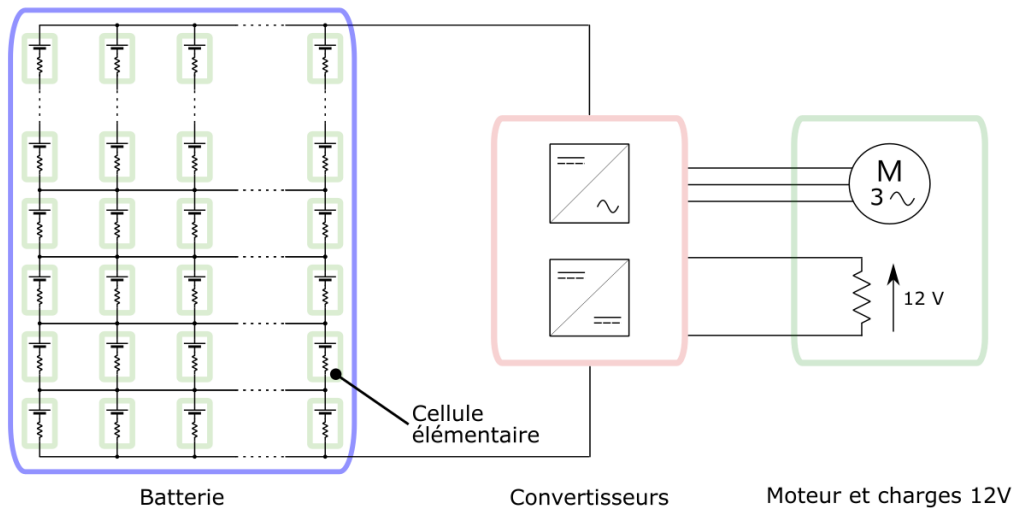 M
3
12 V
Cellule
élémentaire
Batterie
Convertisseurs
Moteur et charges 12V